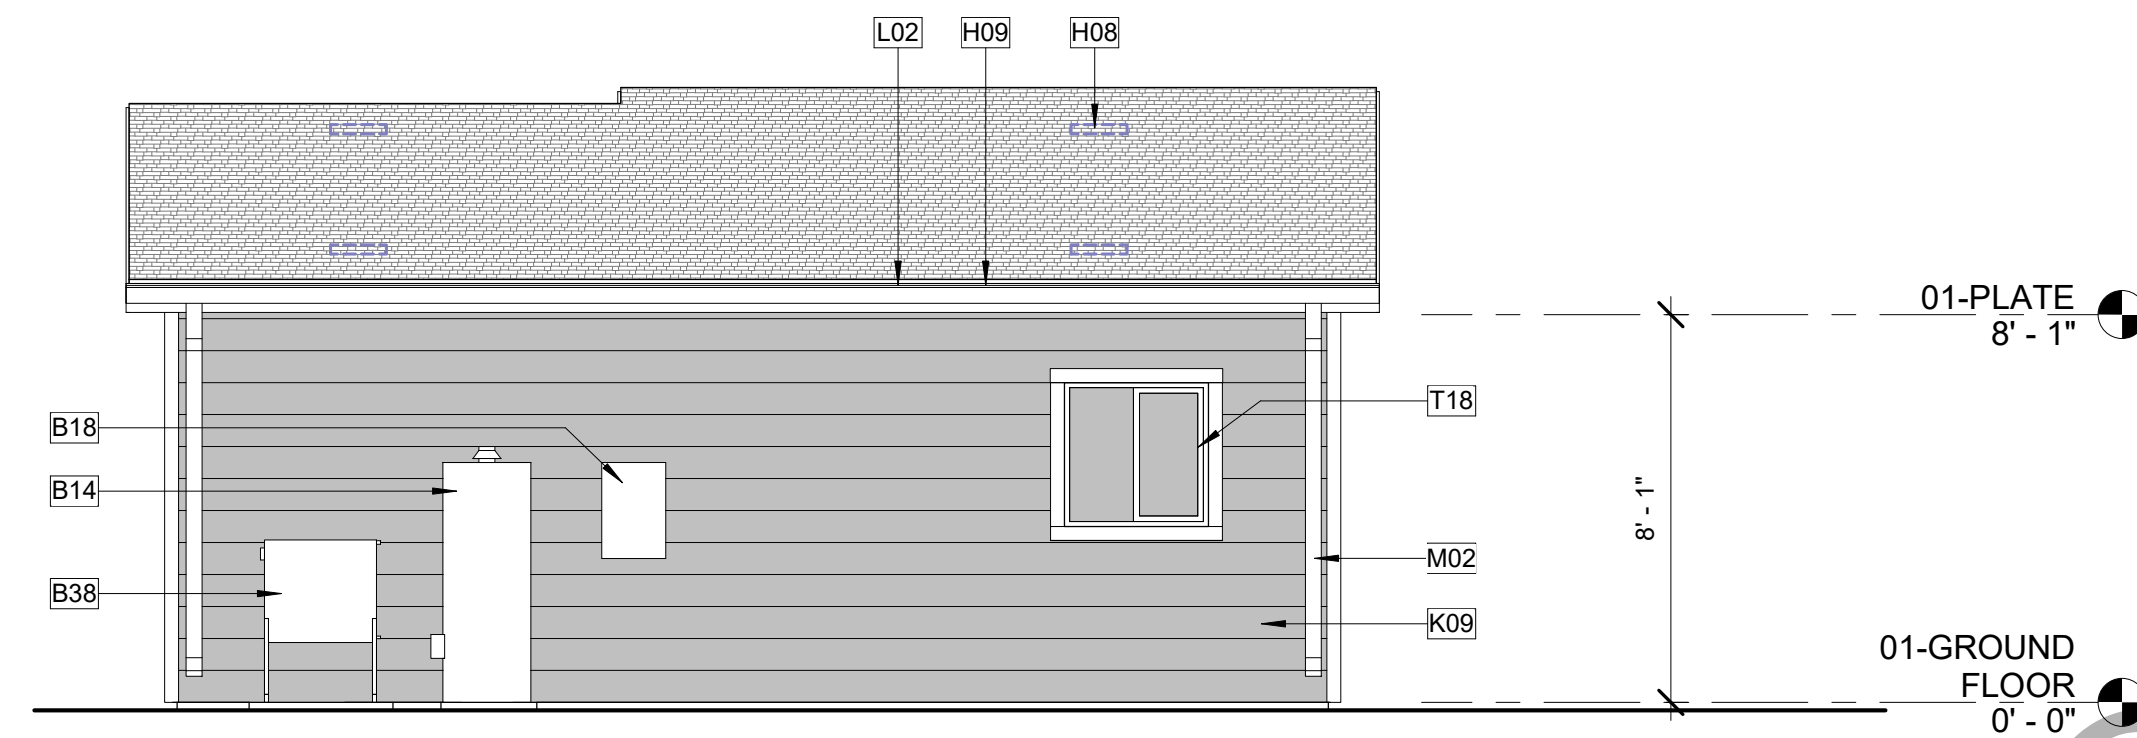 L02
H09
H08
01-PLATE
8' - 1"
B18
T18
B14
8' - 1"
M02
B38
K09
01-GROUND
FLOOR
0' - 0"